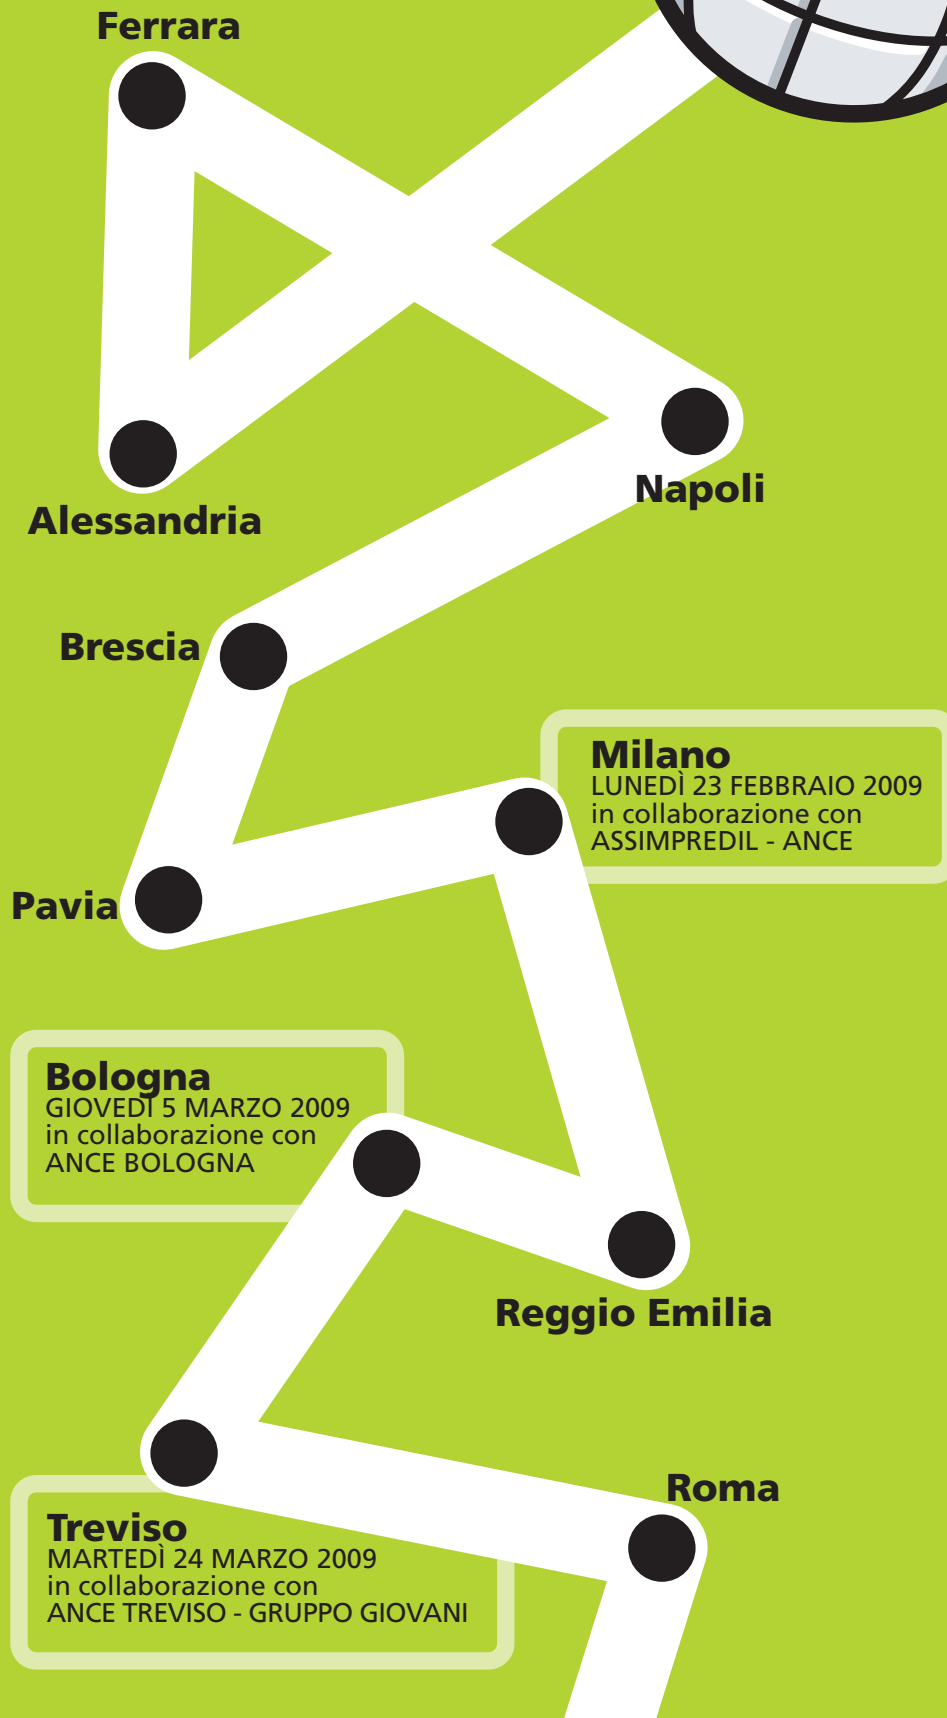 Ferrara
Napoli
Alessandria
Brescia
Milano
LUNEDÌ 23 FEBBRAIO 2009
in collaborazione con
ASSIMPREDIL - ANCE
Pavia
Bologna
GIOVEDÌ 5 MARZO 2009
in collaborazione con
ANCE BOLOGNA
Reggio Emilia
Roma
Treviso
MARTEDÌ 24 MARZO 2009
in collaborazione con
ANCE TREVISO - GRUPPO GIOVANI